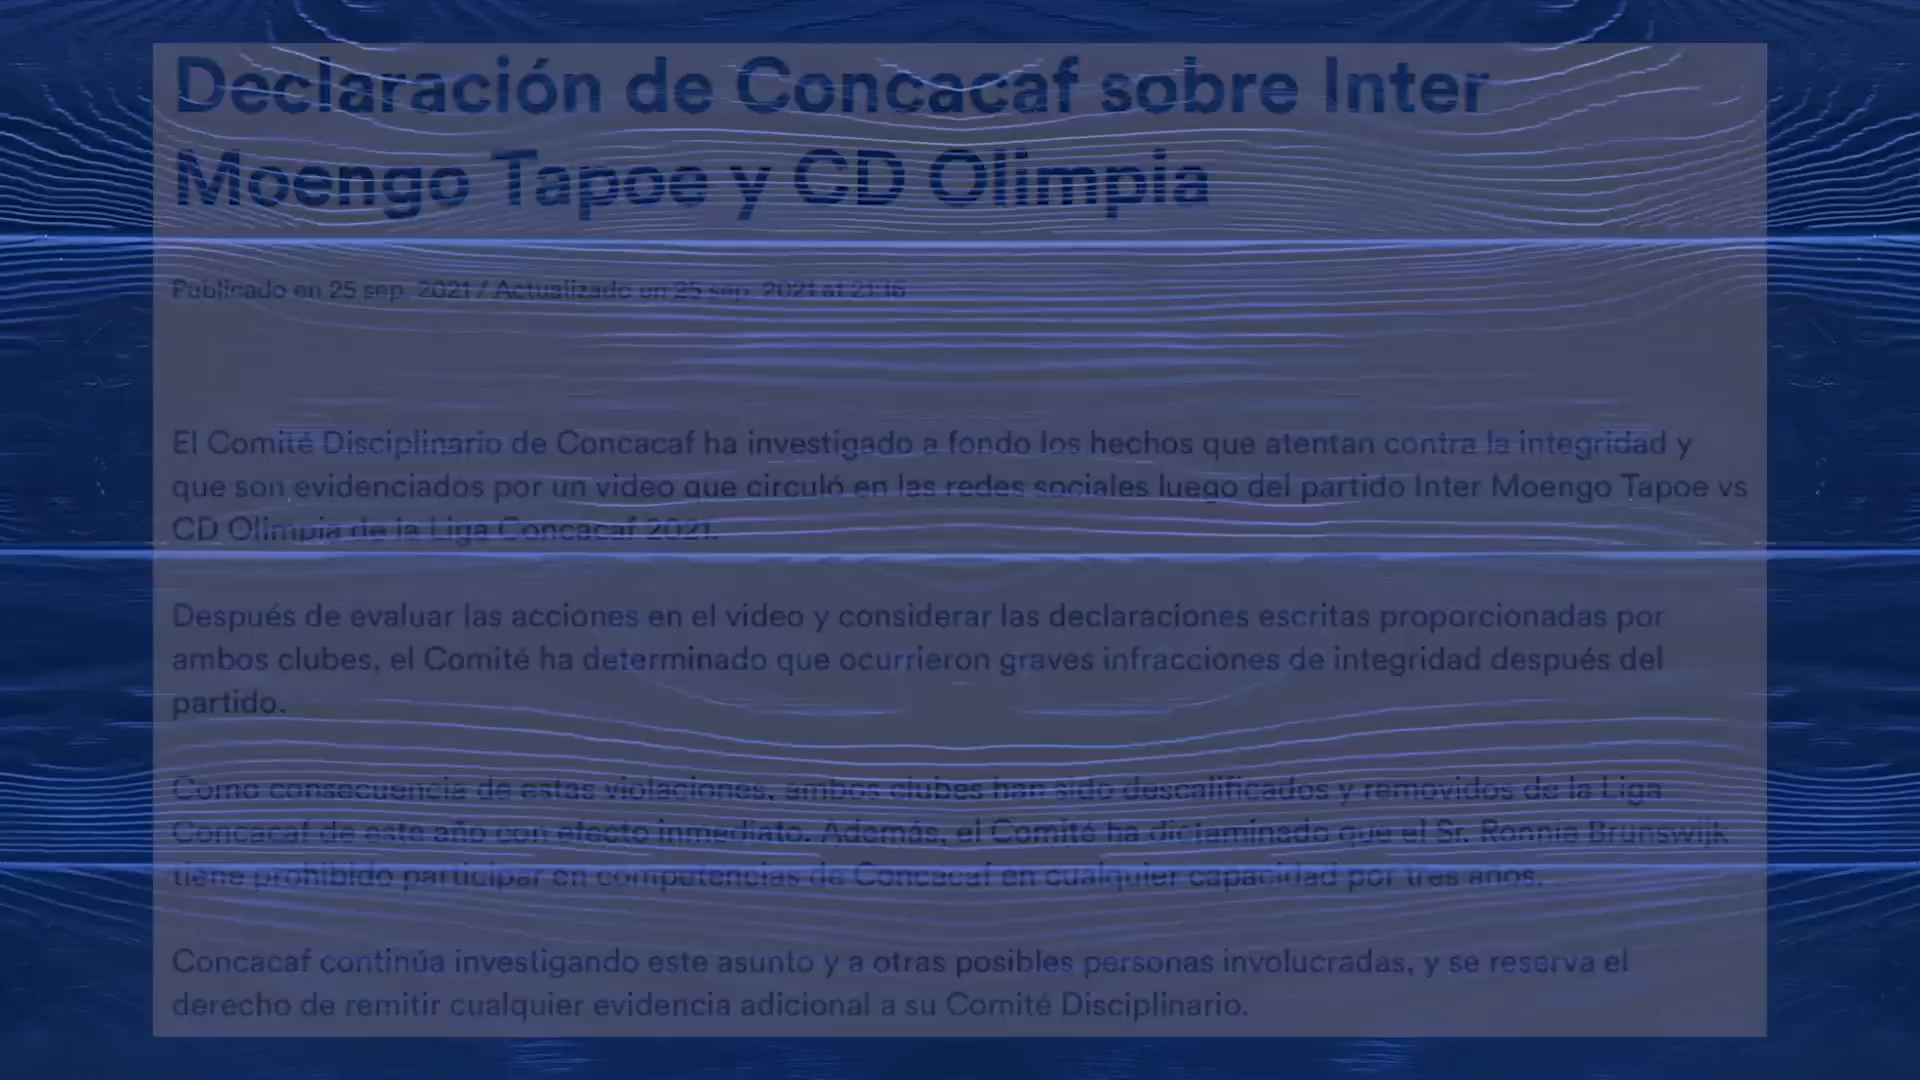 Declaración de Concacaf sobre Inter
Moengo Tapoe y CD Olimpia
Publicado en 25 sep. 2021 / Actualizado en 25 sep. 2021 at 21:16
El Comité Disciplinario de Concacaf ha investigado a fondo los hechos que atentan contra la integridad y
que son evidenciados por un video que circuló en las redes sociales luego del partido Inter Moengo Tapoe vs
CD Olimpia de la Liga Concacaf 2021.
Después de evaluar las acciones en el video y considerar las declaraciones escritas proporcionadas por
ambos clubes, el Comité ha determinado que ocurrieron graves infracciones de integridad después del
partido.
Como consecuencia de estas violaciones, ambos clubes han sido descalificados y removidos de la Liga
Concacaf de este año con efecto inmediato. Además, el Comité ha dictaminado que el Sr. Ronnie Brunswijk
tiene prohibido participar en competencias de Concacaf en cualquier capacidad por tres años.
Concacaf continúa investigando este asunto y a otras posibles personas involucradas, y se reserva el
derecho de remitir cualquier evidencia adicional a su Comité Disciplinario.